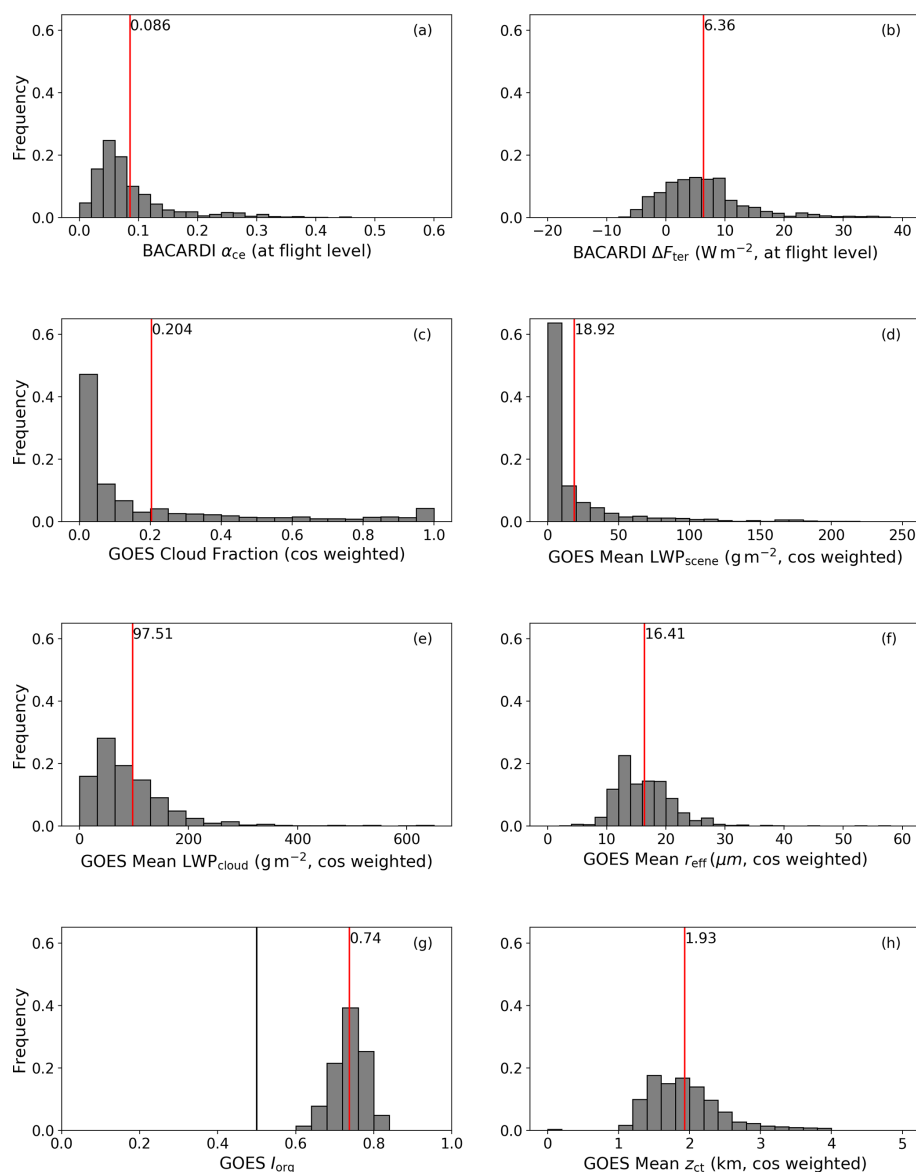 0.086
(a)
0.6
0.4
0.2
0.0
Frequency
0.0 0.1 0.2 0.3 0.4 0.5 0.6
BACARDI α_ce (at flight level)
6.36
(b)
0.6
0.4
0.2
0.0
−20 −10 0 10 20 30 40
BACARDI ΔF_ter (W m⁻², at flight level)
0.204
(c)
0.6
0.4
0.2
0.0
Frequency
0.0 0.2 0.4 0.6 0.8 1.0
GOES Cloud Fraction (cos weighted)
18.92
(d)
0.6
0.4
0.2
0.0
0 50 100 150 200 250
GOES Mean LWP_scene (g m⁻², cos weighted)
97.51
(e)
0.6
0.4
0.2
0.0
Frequency
0 200 400 600
GOES Mean LWP_cloud (g m⁻², cos weighted)
16.41
(f)
0.6
0.4
0.2
0.0
0 10 20 30 40 50 60
GOES Mean r_eff (μm, cos weighted)
0.74
(g)
0.6
0.4
0.2
0.0
Frequency
0.0 0.2 0.4 0.6 0.8 1.0
GOES I_org
1.93
(h)
0.6
0.4
0.2
0.0
0 1 2 3 4 5
GOES Mean z_ct (km, cos weighted)